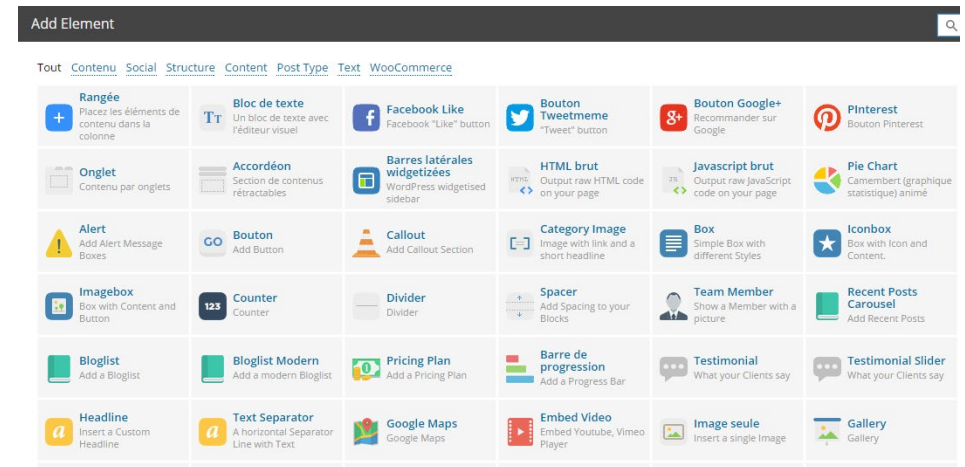 Add Element
Tout Contenu Social Structure Content Post Type Text WooCommerce
Rangée
Placez les éléments de
contenu dans la
colonne
Bloc de texte
Un bloc de texte avec
l'éditeur visuel
Facebook Like
Facebook "Like" button
Bouton
Tweetmeme
"Tweet" button
Bouton Google+
Recommander sur
Google
PInterest
Bouton Pinterest
Onglet
Contenu par onglets
Accordéon
Section de contenus
rétractables
Barres latérales
widgetizées
WordPress widgetised
sidebar
HTML
HTML brut
Output raw HTML code
on your page
JS
Javascript brut
Output raw JavaScript
code on your page
Pie Chart
Camembert (graphique
statistique) animé
Alert
Add Alert Message
Boxes
GO
Bouton
Add Button
Callout
Add Callout Section
Category Image
Image with link and a
short headline
Box
Simple Box with
different Styles
Iconbox
Box with Icon and
Content.
Imagebox
Box with Content and
Button
123
Counter
Counter
Divider
Divider
Spacer
Add Spacing to your
Blocks
Team Member
Show a Member with a
picture
Recent Posts
Carousel
Add Recent Posts
Bloglist
Add a Bloglist
Bloglist Modern
Add a modern Bloglist
Pricing Plan
Add a Pricing Plan
Barre de
progression
Add a Progress Bar
Testimonial
What your Clients say
Testimonial Slider
What your Clients say
Headline
Insert a Custom
Headline
Text Separator
A horizontal Separator
Line with Text
Google Maps
Google Maps
Embed Video
Embed Youtube, Vimeo
Player
Image seule
Insert a single Image
Gallery
Gallery